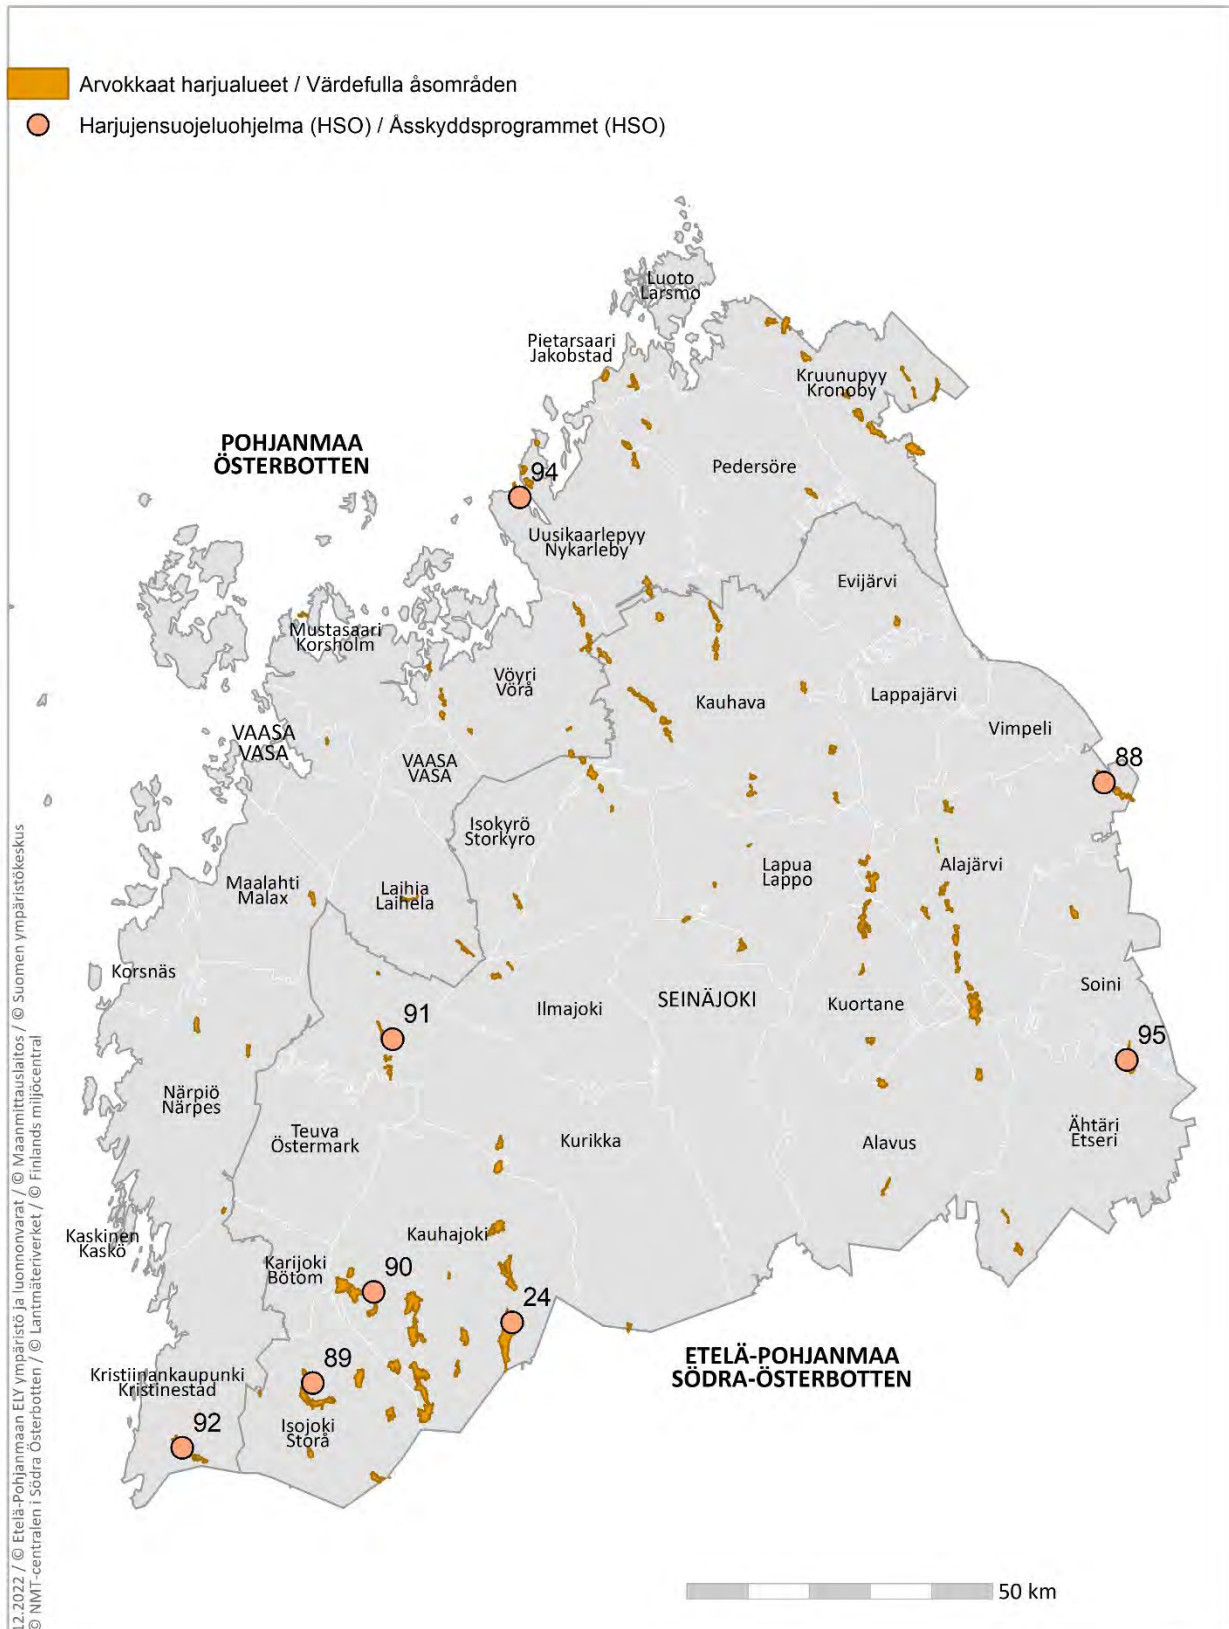 Arvokkaat harjualueet / Värdefulla åsområden
Harjujensuojeluohjelma (HSO) / Åsskyddsprogrammet (HSO)
Luoto
Larsmo
Pietarsaari
Jakobstad
Kruunupyy
Kronoby
POHJANMAA
ÖSTERBOTTEN
94
Pedersöre
Uusikaarlepyy
Nykarleby
Evijärvi
Mustasaari
Korsholm
Vöyri
Vörå
Kauhava
Lappajärvi
Vimpeli
VAASA
VASA
VAASA
VASA
88
Isokyrö
Storkyro
Lapua
Lappo
Alajärvi
Maalahti
Malax
Laihia
Laihela
Korsnäs
Soini
SEINÄJOKI
Ilmajoki
Kuortane
91
95
Närpiö
Närpes
Teuva
Östermark
Kurikka
Alavus
Ähtäri
Etseri
Kaskinen
Kaskö
Kauhajoki
Karijoki
Bötom
90
24
ETELÄ-POHJANMAA
SÖDRA-ÖSTERBOTTEN
89
Kristiinankaupunki
Kristinestad
92
Isojoki
Storå
50 km
12.2022 / © Etelä-Pohjanmaan ELY ympäristö ja luonnonvarat / © Maanmittauslaitos / © Suomen ympäristökeskus
© NMT-centralen i Södra Österbotten / © Lantmäteriverket / © Finlands miljöcentral